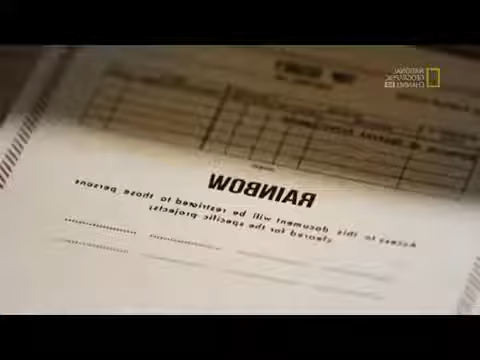 NATIONAL
GEOGRAPHIC
CHANNEL HD
RAINBOW
Access to this document will be restricted to those persons
cleared for the specific projects: